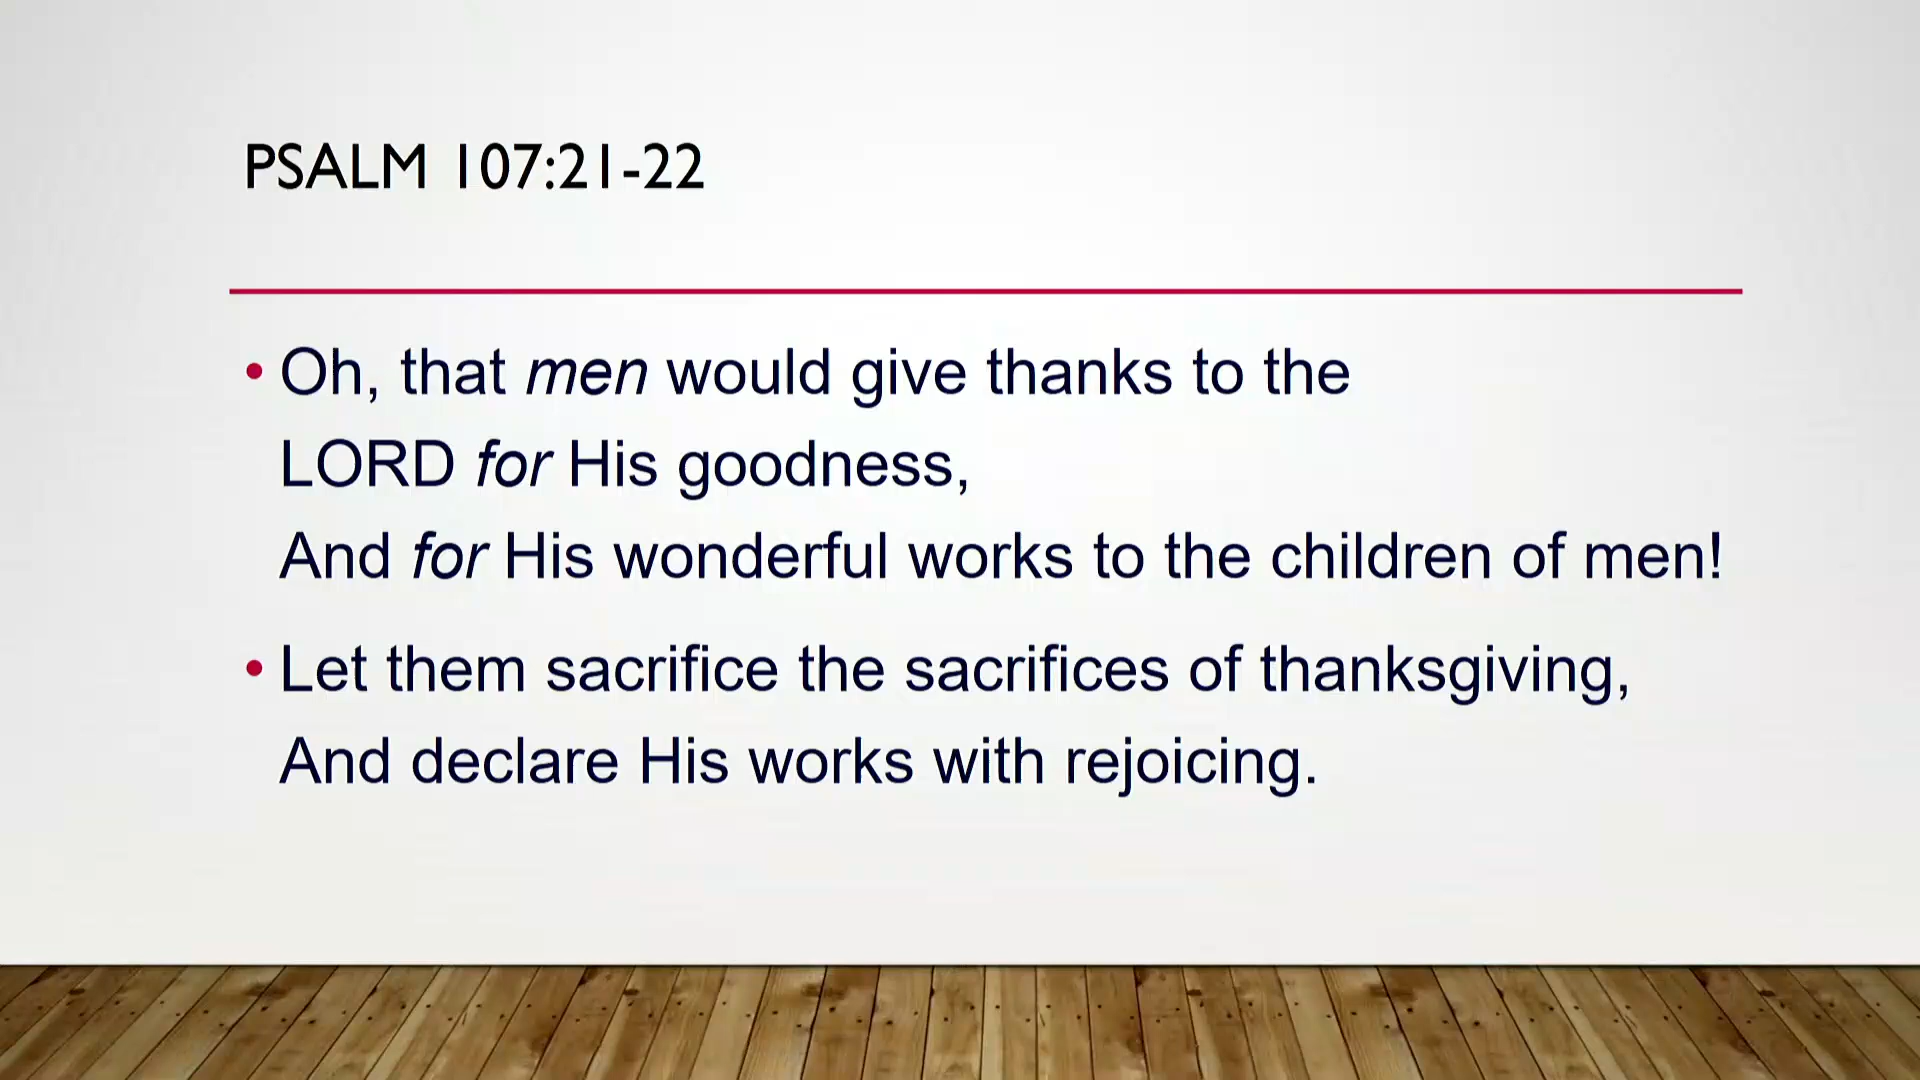 PSALM 107:21-22
• Oh, that men would give thanks to the
LORD for His goodness,
And for His wonderful works to the children of men!
• Let them sacrifice the sacrifices of thanksgiving,
And declare His works with rejoicing.